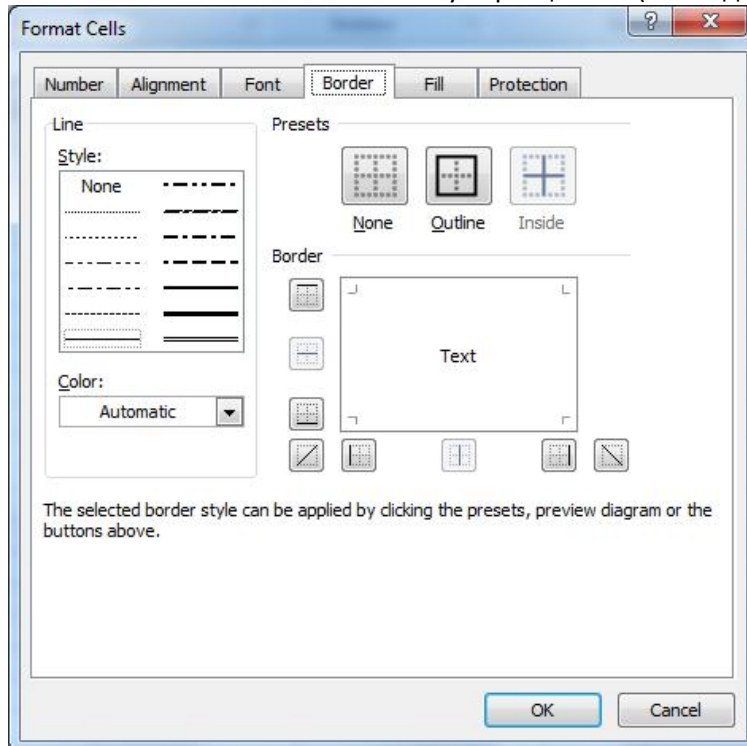 Format Cells
Number Alignment Font Border Fill Protection
Line
Style:
None
Color:
Automatic
Presets
None Outline Inside
Border
Text
The selected border style can be applied by clicking the presets, preview diagram or the
buttons above.
OK Cancel